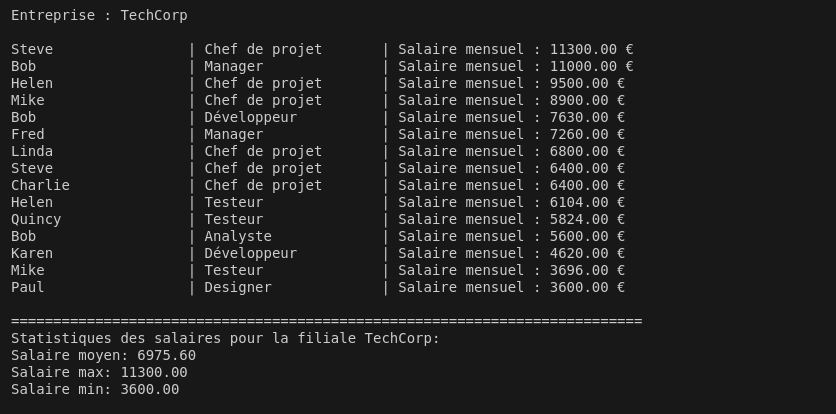 Entreprise : TechCorp
Steve | Chef de projet | Salaire mensuel : 11300.00 €
Bob | Manager | Salaire mensuel : 11000.00 €
Helen | Chef de projet | Salaire mensuel : 9500.00 €
Mike | Chef de projet | Salaire mensuel : 8900.00 €
Bob | Développeur | Salaire mensuel : 7630.00 €
Fred | Manager | Salaire mensuel : 7260.00 €
Linda | Chef de projet | Salaire mensuel : 6800.00 €
Steve | Chef de projet | Salaire mensuel : 6400.00 €
Charlie | Chef de projet | Salaire mensuel : 6400.00 €
Helen | Testeur | Salaire mensuel : 6104.00 €
Quincy | Testeur | Salaire mensuel : 5824.00 €
Bob | Analyste | Salaire mensuel : 5600.00 €
Karen | Développeur | Salaire mensuel : 4620.00 €
Mike | Testeur | Salaire mensuel : 3696.00 €
Paul | Designer | Salaire mensuel : 3600.00 €
===========================================================================
Statistiques des salaires pour la filiale TechCorp:
Salaire moyen: 6975.60
Salaire max: 11300.00
Salaire min: 3600.00